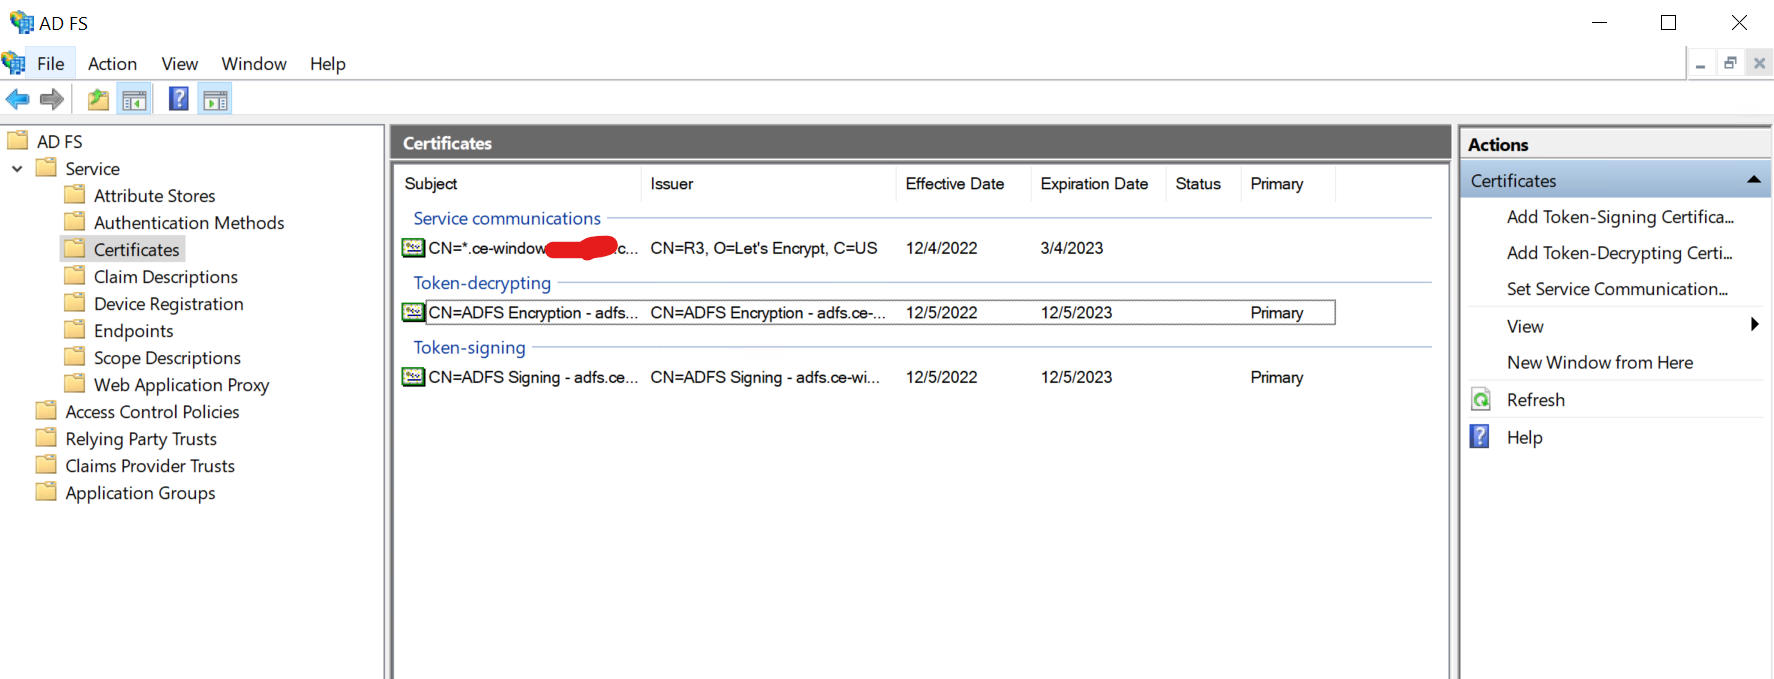 AD FS
File Action View Window Help
AD FS
Service
Attribute Stores
Authentication Methods
Certificates
Claim Descriptions
Device Registration
Endpoints
Scope Descriptions
Web Application Proxy
Access Control Policies
Relying Party Trusts
Claims Provider Trusts
Application Groups
Certificates
Subject Issuer Effective Date Expiration Date Status Primary
Service communications
CN=*.ce-window .c... CN=R3, O=Let's Encrypt, C=US 12/4/2022 3/4/2023
Token-decrypting
CN=ADFS Encryption - adfs... CN=ADFS Encryption - adfs.ce-... 12/5/2022 12/5/2023 Primary
Token-signing
CN=ADFS Signing - adfs.ce... CN=ADFS Signing - adfs.ce-wi... 12/5/2022 12/5/2023 Primary
Actions
Certificates
Add Token-Signing Certifica...
Add Token-Decrypting Certi...
Set Service Communication...
View
New Window from Here
Refresh
Help